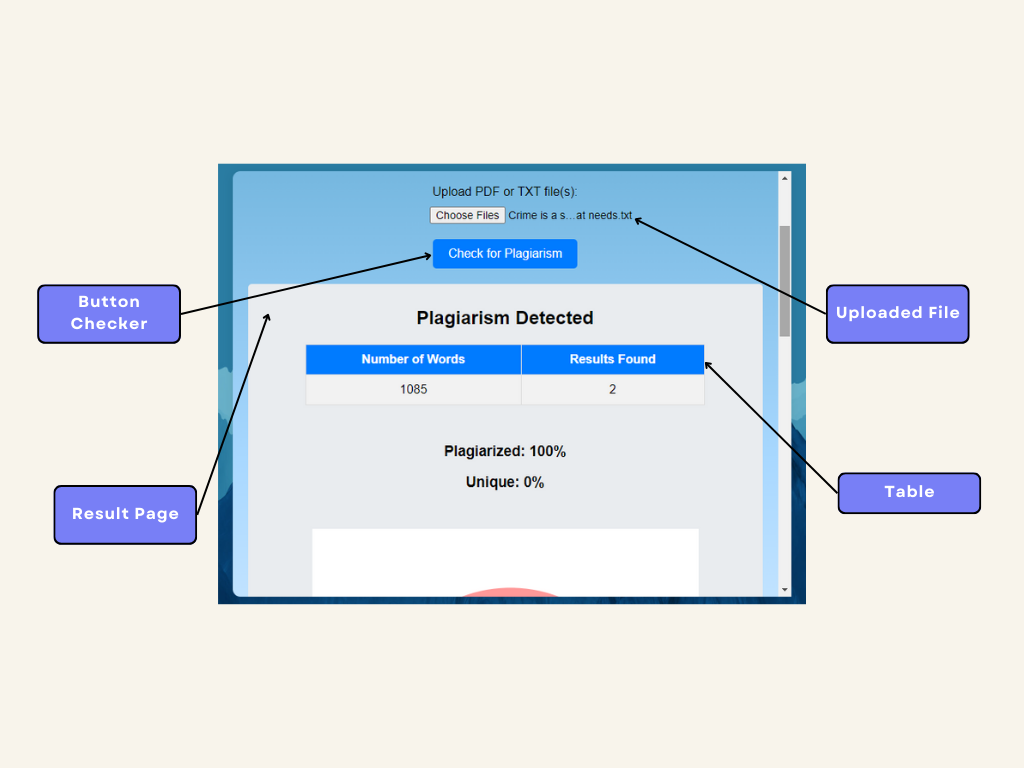 Upload PDF or TXT file(s):
Choose Files Crime is a s...at needs.txt
Check for Plagiarism
Button
Checker
Uploaded File
Plagiarism Detected
Number of Words Results Found
1085 2
Plagiarized: 100%
Unique: 0%
Result Page
Table